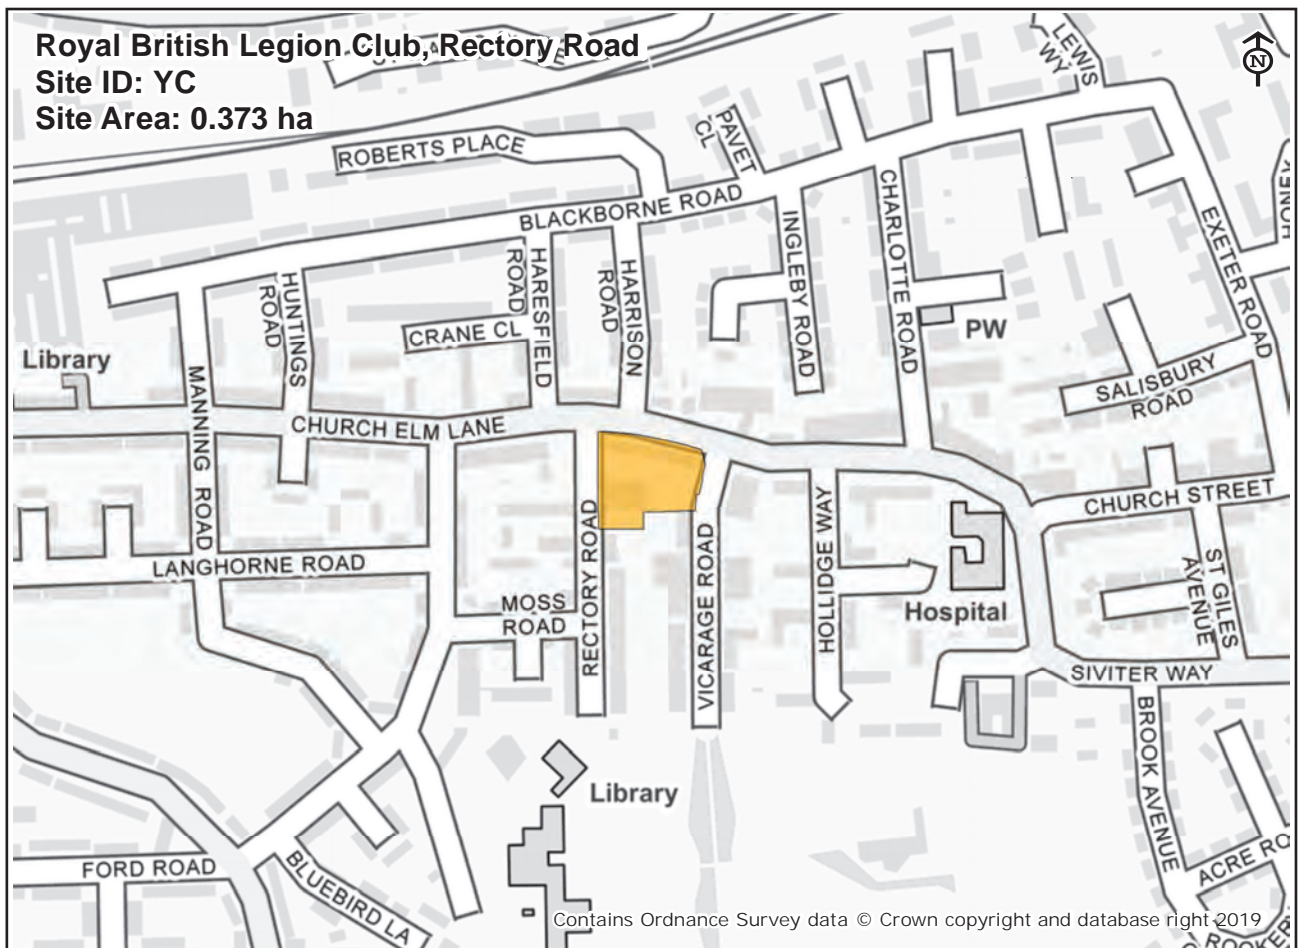 Royal British Legion Club, Rectory Road
Site ID: YC
Site Area: 0.373 ha
N
LEWIS
WY
PAVET
CL
ROBERTS PLACE
BLACKBORNE ROAD
HUNTINGS
ROAD
HARESFIELD
ROAD
HARRISON
ROAD
INGLEBY ROAD
CHARLOTTE ROAD
EXETER ROAD
CRANE CL
PW
Library
MANNING ROAD
SALISBURY
ROAD
CHURCH ELM LANE
CHURCH STREET
RECTORY ROAD
VICARAGE ROAD
HOLLIDGE WAY
LANGHORNE ROAD
MOSS
ROAD
Hospital
ST GILES
AVENUE
SIVITER WAY
BROOK AVENUE
Library
FORD ROAD
BLUEBIRD LA
ACRE RO
Contains Ordnance Survey data © Crown copyright and database right 2019